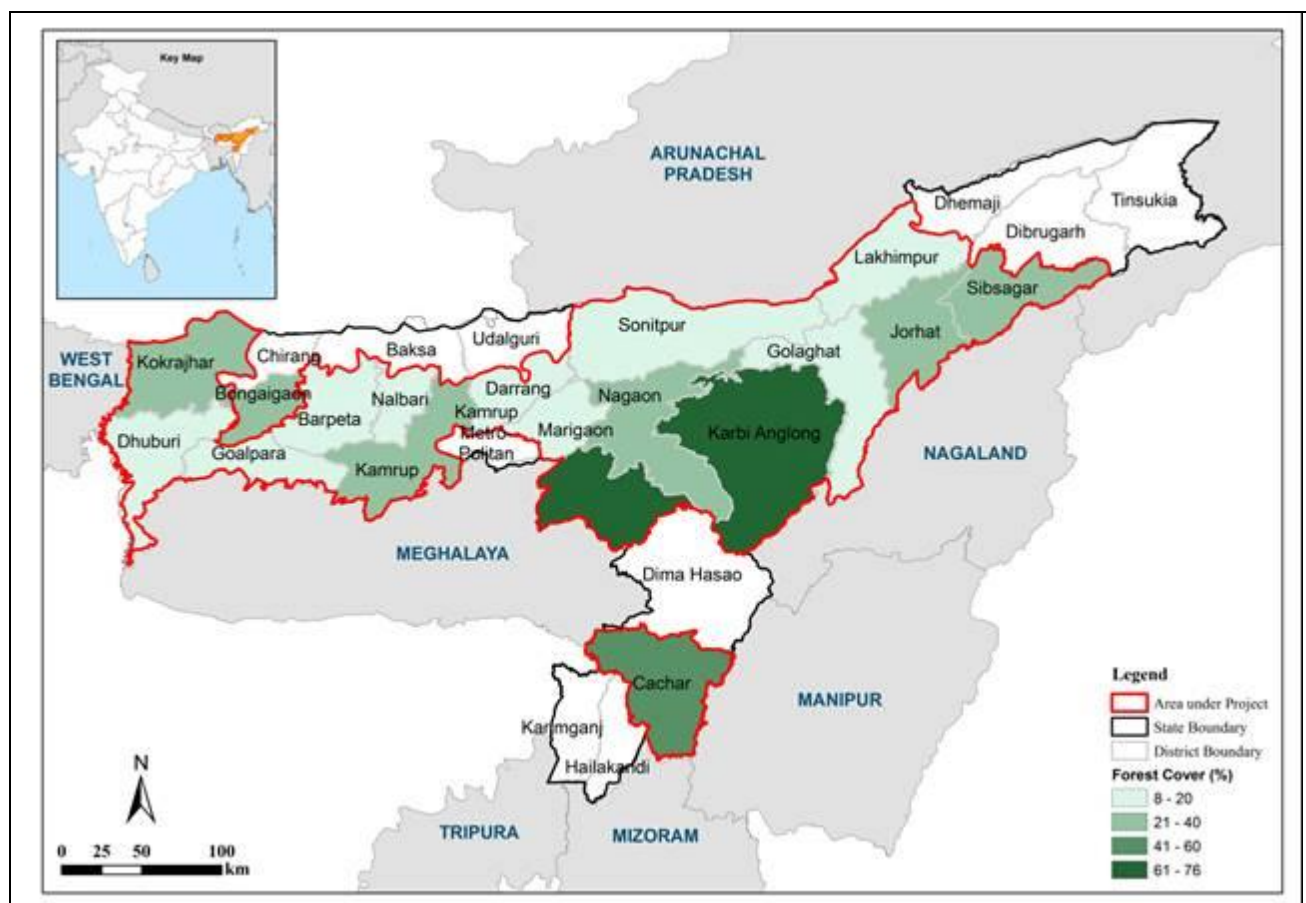 Key Map
ARUNACHAL
PRADESH
Dhemaji
Tinsukia
Dibrugarh
Lakhimpur
Sibsagar
Sonitpur
Jorhat
Udalguri
Golaghat
Baksa
Chirang
WEST
BENGAL
Kokrajhar
Bongaigaon
Nalbari
Darrang
Nagaon
Barpeta
Kamrup
Metro
Politan
Marigaon
Karbi Anglong
Dhuburi
Goalpara
Kamrup
NAGALAND
MEGHALAYA
Dima Hasao
Cachar
MANIPUR
Karimganj
Hailakandi
TRIPURA
MIZORAM
N
0 25 50 100
km
Legend
Area under Project
State Boundary
District Boundary
Forest Cover (%)
8 - 20
21 - 40
41 - 60
61 - 76